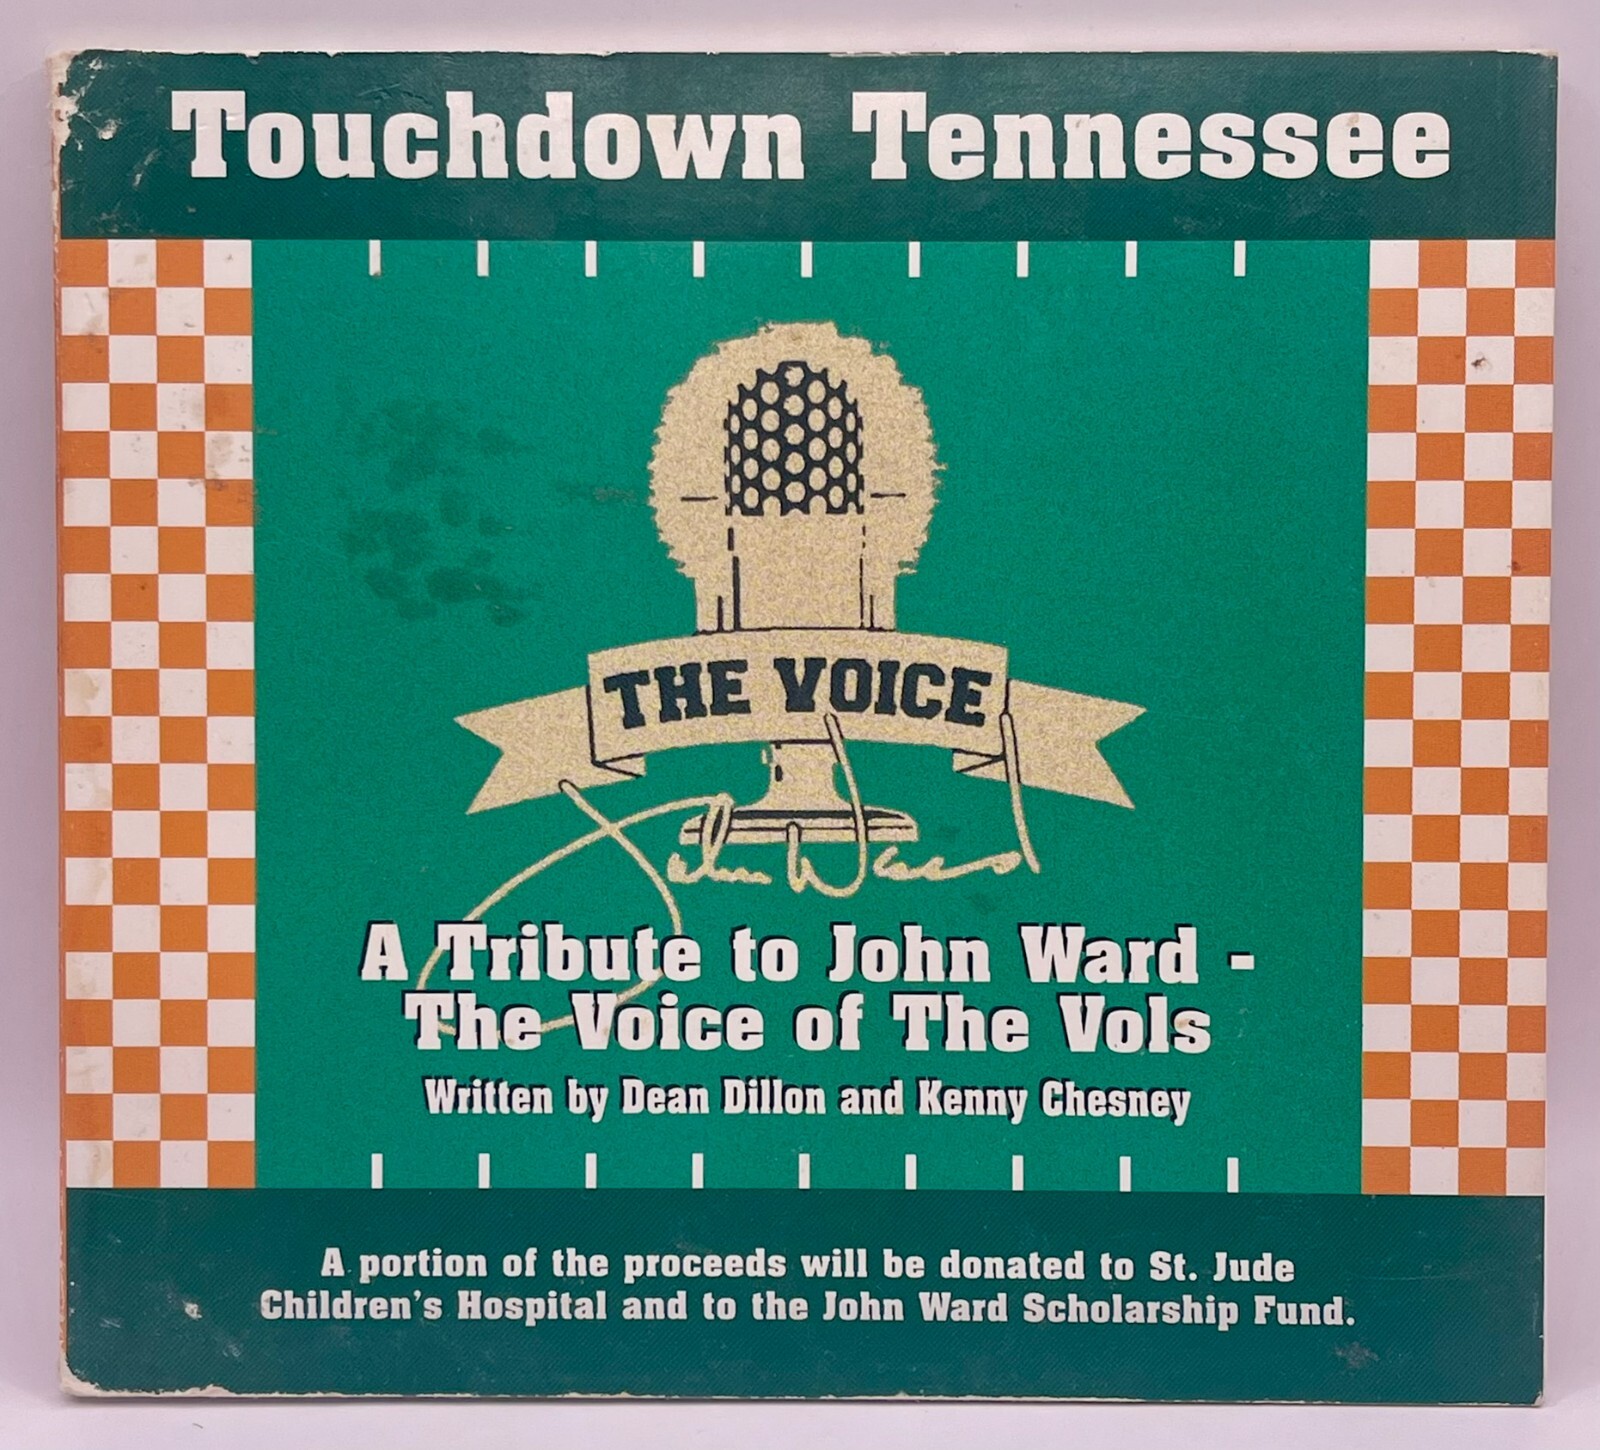 Touchdown Tennessee
THE VOICE
John Ward
A Tribute to John Ward -
The Voice of The Vols
Written by Dean Dillon and Kenny Chesney
A portion of the proceeds will be donated to St. Jude
Children's Hospital and to the John Ward Scholarship Fund.